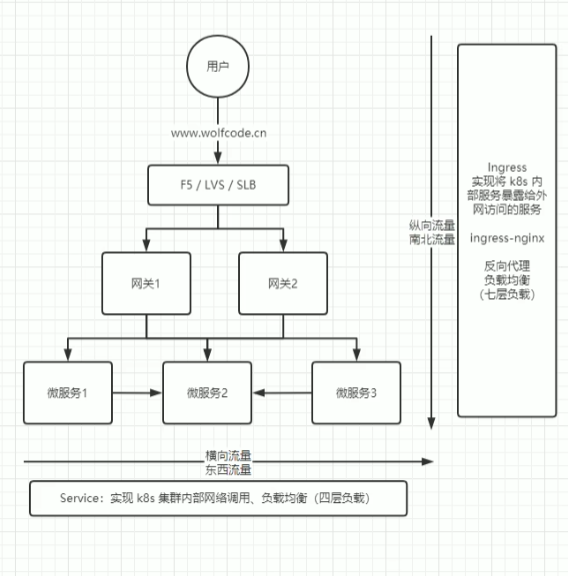 用户
www.wolfcode.cn
F5 / LVS / SLB
网关1
网关2
微服务1
微服务2
微服务3
纵向流量
南北流量
横向流量
东西流量
Service：实现 k8s 集群内部网络调用、负载均衡（四层负载）
Ingress
实现将 k8s 内
部服务暴露给外
网访问的服务
ingress-nginx
反向代理
负载均衡
（七层负载）